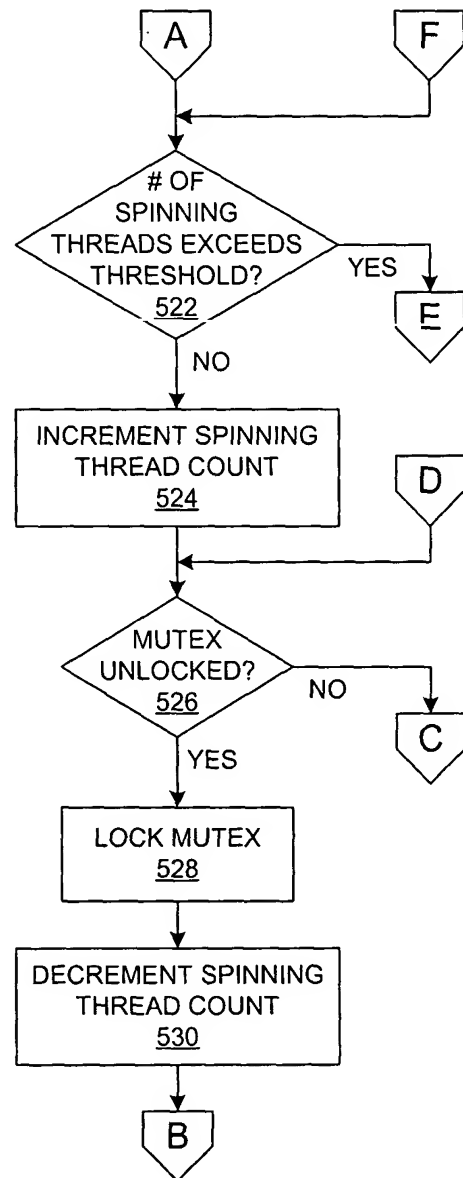 A
F
# OF
SPINNING
THREADS EXCEEDS
THRESHOLD?
522
YES
E
NO
INCREMENT SPINNING
THREAD COUNT
524
D
MUTEX
UNLOCKED?
526
NO
C
YES
LOCK MUTEX
528
DECREMENT SPINNING
THREAD COUNT
530
B